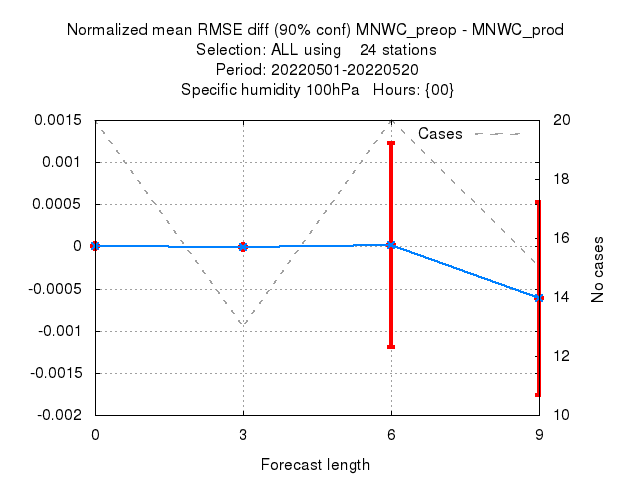 Normalized mean RMSE diff (90% conf) MNWC_preop - MNWC_prod
Selection: ALL using    24 stations
Period: 20220501-20220520
Specific humidity 100hPa   Hours: {00}
0.0015
0.001
0.0005
0
-0.0005
-0.001
-0.0015
-0.002
Cases
20
18
16
14
12
10
No cases
0 3 6 9
Forecast length